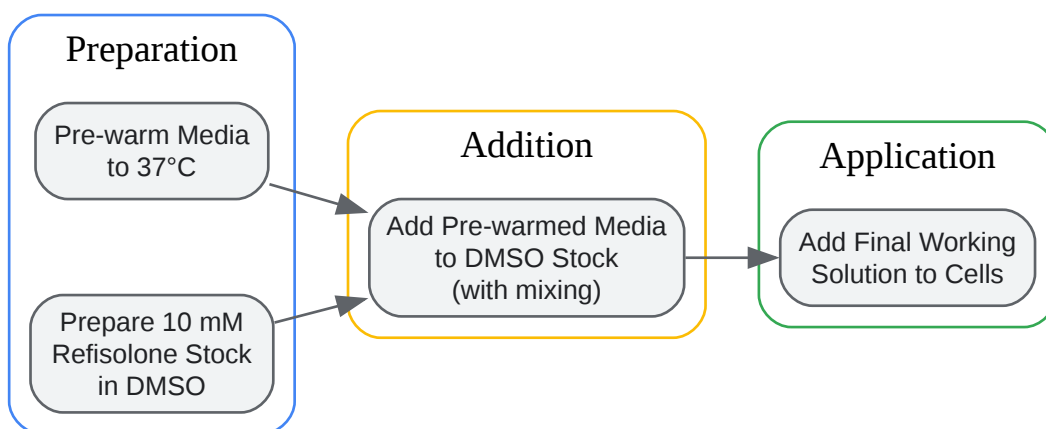 Preparation
Pre-warm Media
to 37°C
Prepare 10 mM
Refisolone Stock
in DMSO
Addition
Add Pre-warmed Media
to DMSO Stock
(with mixing)
Application
Add Final Working
Solution to Cells